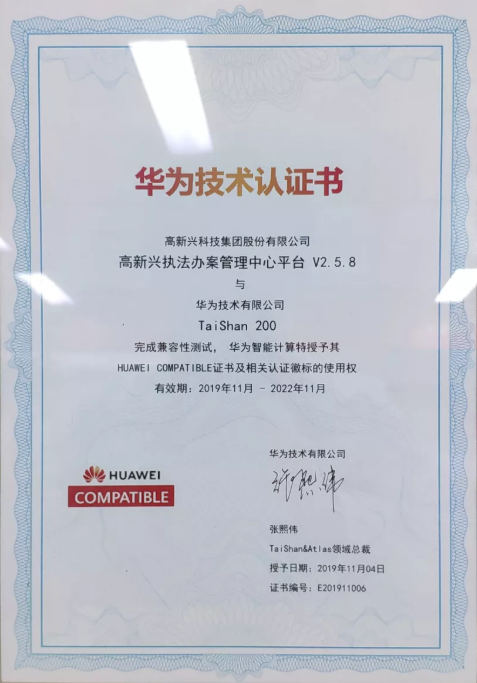 华为技术认证书
高新兴科技集团股份有限公司
高新兴执法办案管理中心平台 V2.5.8
与
华为技术有限公司
TaiShan 200
完成兼容性测试， 华为智能计算特授予其
HUAWEI COMPATIBLE证书及相关认证徽标的使用权
有效期：2019年11月 - 2022年11月
华为技术有限公司
HUAWEI
COMPATIBLE
张熙伟
张熙伟
TaiShan&Atlas领域总裁
授予日期：2019年11月04日
证书编号：E201911006